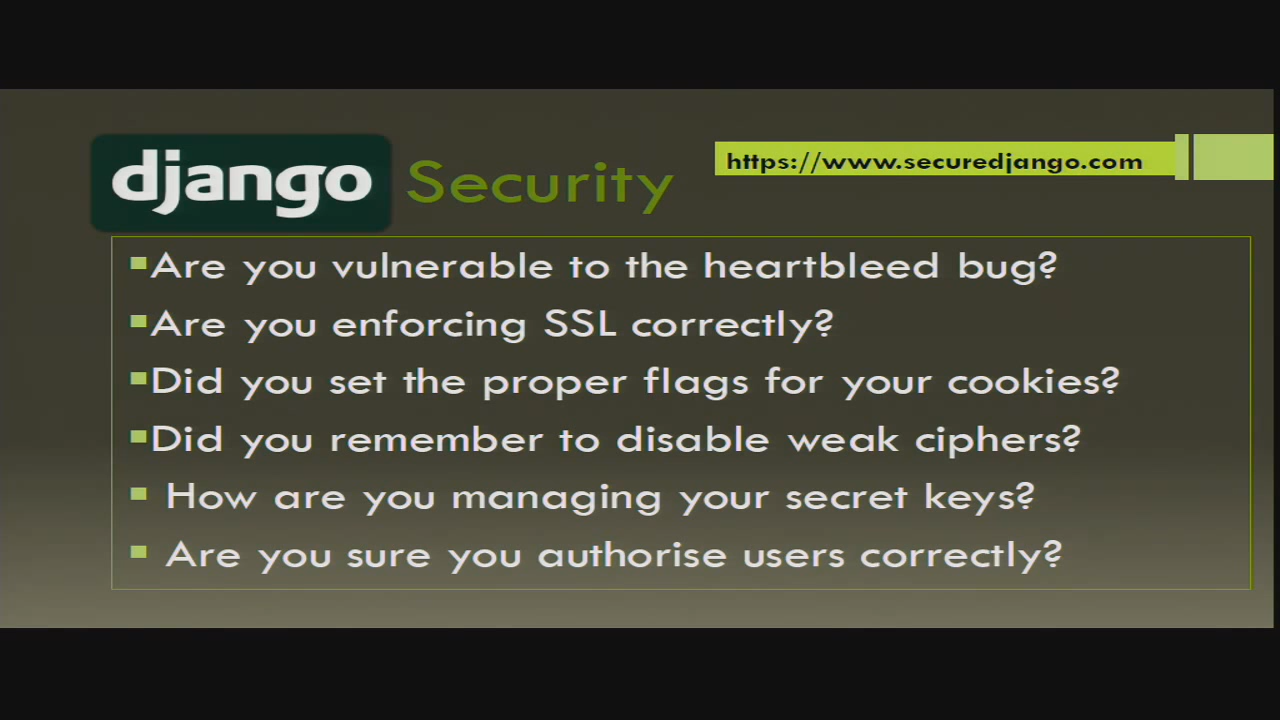 django Security
https://www.securedjango.com
Are you vulnerable to the heartbleed bug?
Are you enforcing SSL correctly?
Did you set the proper flags for your cookies?
Did you remember to disable weak ciphers?
How are you managing your secret keys?
Are you sure you authorise users correctly?